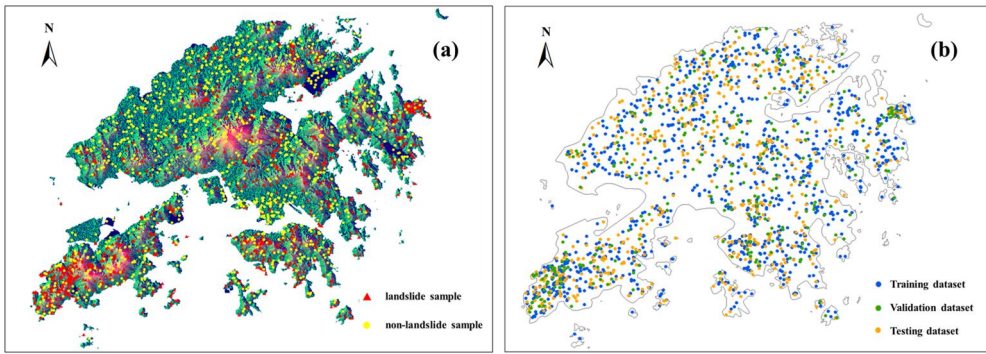 N
(a)
landslide sample
non-landslide sample
N
(b)
Training dataset
Validation dataset
Testing dataset